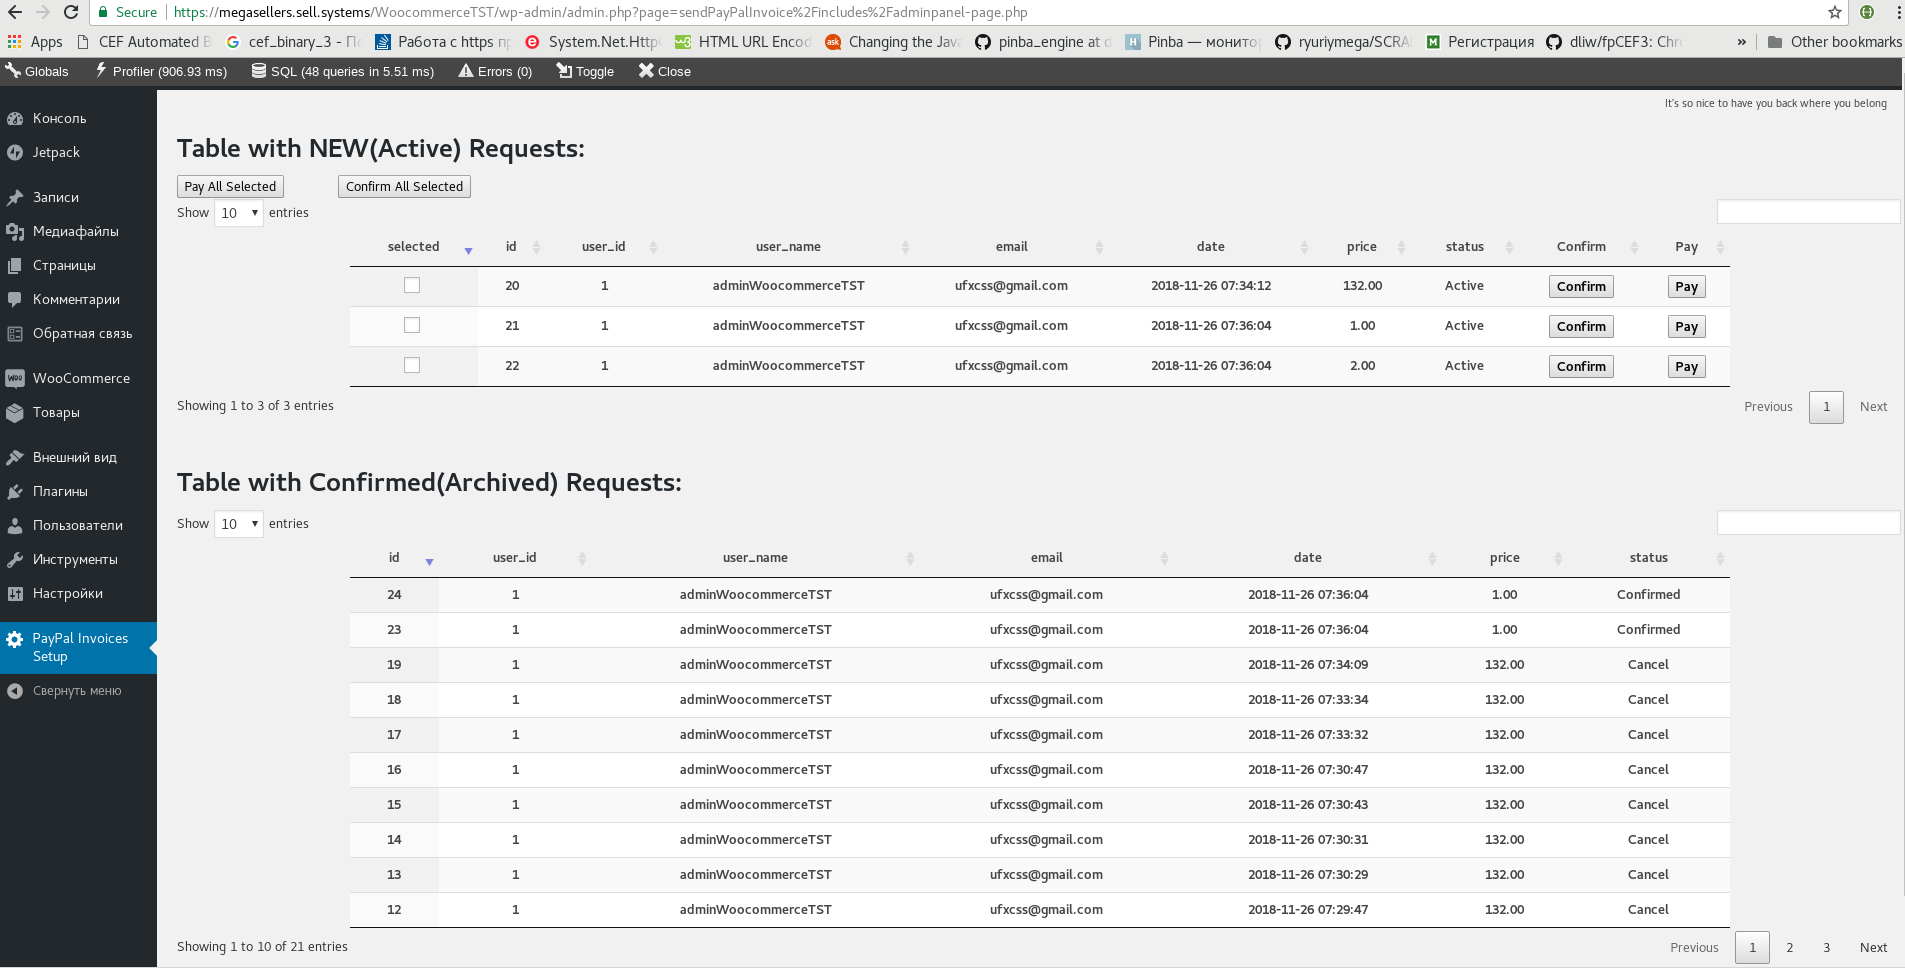 Secure https://megasellers.sell.systems/WoocommerceTST/wp-admin/admin.php?page=sendPayPalInvoice%2Fincludes%2Fadminpanel-page.php
Apps CEF Automated B cef_binary_3 - По Работа с https пр System.Net.Http HTML URL Encod Changing the Java pinba_engine at d Pinba — монитор ryuriymega/SCRA Регистрация dliw/fpCEF3: Chr » Other bookmarks
Globals Profiler (906.93 ms) SQL (48 queries in 5.51 ms) Errors (0) Toggle Close
It's so nice to have you back where you belong
Консоль
Jetpack
Записи
Медиафайлы
Страницы
Комментарии
Обратная связь
WooCommerce
Товары
Внешний вид
Плагины
Пользователи
Инструменты
Настройки
PayPal Invoices
Setup
Свернуть меню
Table with NEW(Active) Requests:
Pay All Selected Confirm All Selected
Show 10 entries
selected id user_id user_name email date price status Confirm Pay
20 1 adminWoocommerceTST ufxcss@gmail.com 2018-11-26 07:34:12 132.00 Active Confirm Pay
21 1 adminWoocommerceTST ufxcss@gmail.com 2018-11-26 07:36:04 1.00 Active Confirm Pay
22 1 adminWoocommerceTST ufxcss@gmail.com 2018-11-26 07:36:04 2.00 Active Confirm Pay
Showing 1 to 3 of 3 entries Previous 1 Next
Table with Confirmed(Archived) Requests:
Show 10 entries
id user_id user_name email date price status
24 1 adminWoocommerceTST ufxcss@gmail.com 2018-11-26 07:36:04 1.00 Confirmed
23 1 adminWoocommerceTST ufxcss@gmail.com 2018-11-26 07:36:04 1.00 Confirmed
19 1 adminWoocommerceTST ufxcss@gmail.com 2018-11-26 07:34:09 132.00 Cancel
18 1 adminWoocommerceTST ufxcss@gmail.com 2018-11-26 07:33:34 132.00 Cancel
17 1 adminWoocommerceTST ufxcss@gmail.com 2018-11-26 07:33:32 132.00 Cancel
16 1 adminWoocommerceTST ufxcss@gmail.com 2018-11-26 07:30:47 132.00 Cancel
15 1 adminWoocommerceTST ufxcss@gmail.com 2018-11-26 07:30:43 132.00 Cancel
14 1 adminWoocommerceTST ufxcss@gmail.com 2018-11-26 07:30:31 132.00 Cancel
13 1 adminWoocommerceTST ufxcss@gmail.com 2018-11-26 07:30:29 132.00 Cancel
12 1 adminWoocommerceTST ufxcss@gmail.com 2018-11-26 07:29:47 132.00 Cancel
Showing 1 to 10 of 21 entries Previous 1 2 3 Next